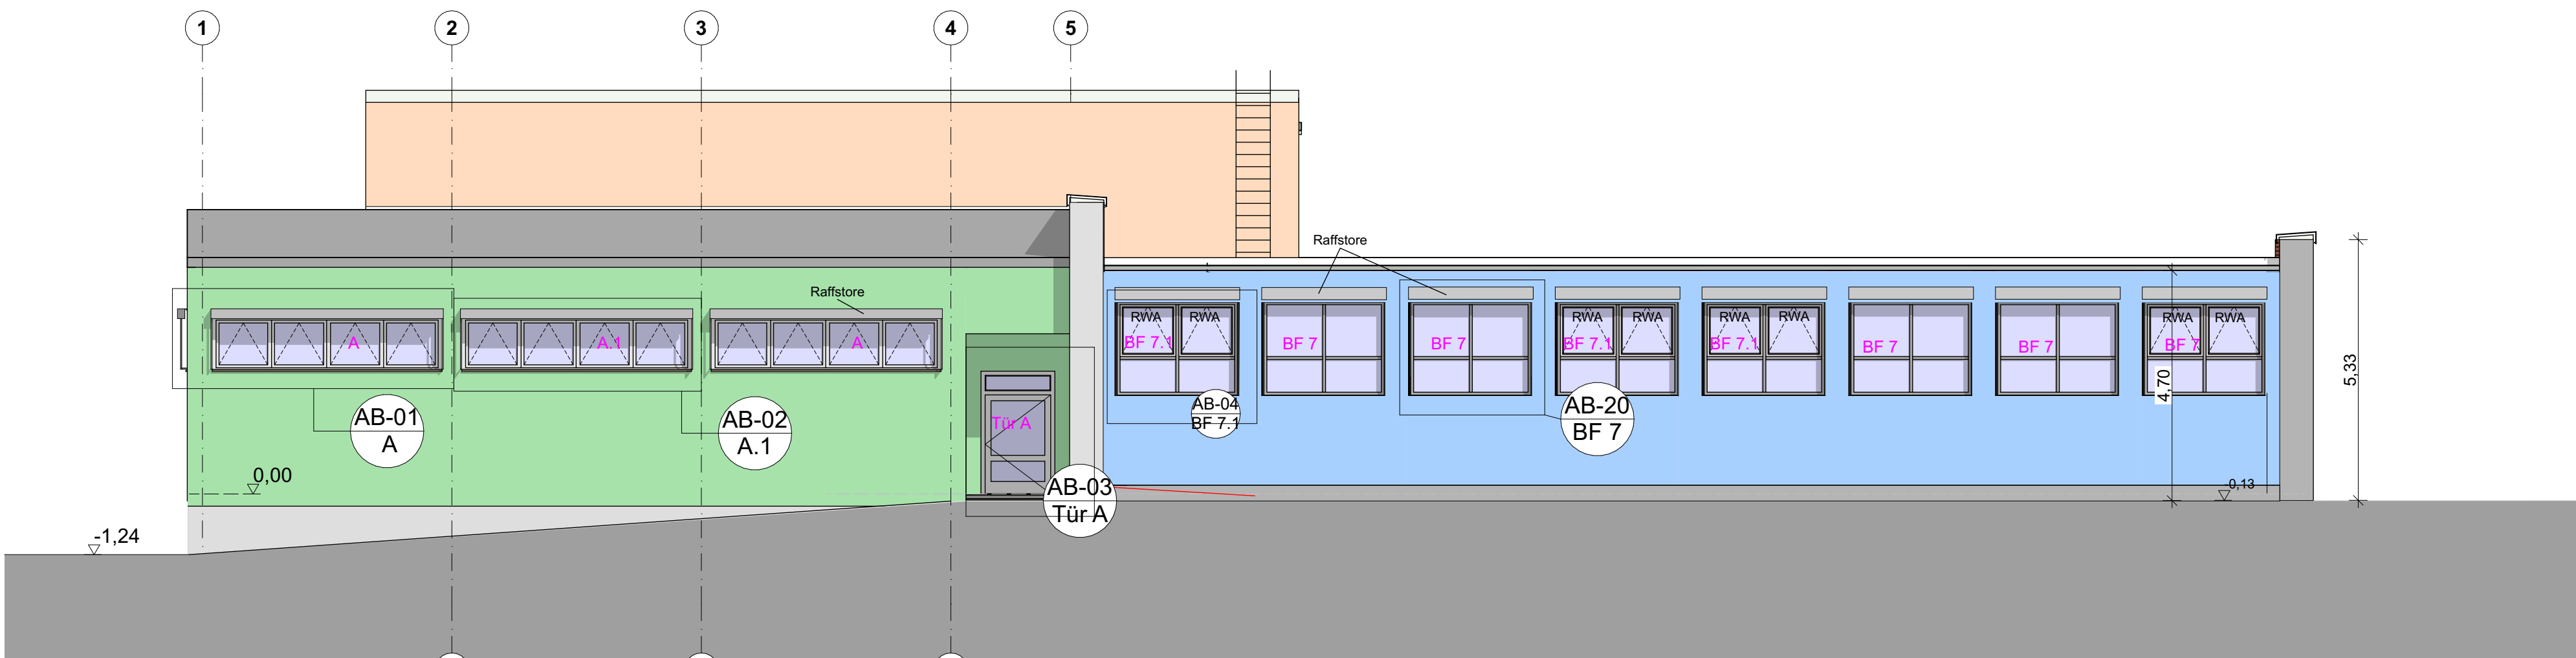 1
2
3
4
5
Raffstore
Raffstore
RWA
RWA
RWA
RWA
RWA
RWA
RWA
RWA
A
A.1
A
BF 7.1
BF 7
BF 7
BF 7.1
BF 7.1
BF 7
BF 7
BF 7
4,70
5,33
AB-01
A
AB-02
A.1
Tür A
AB-04
BF 7.1
AB-20
BF 7
0,00
AB-03
Tür A
-0,13
-1,24